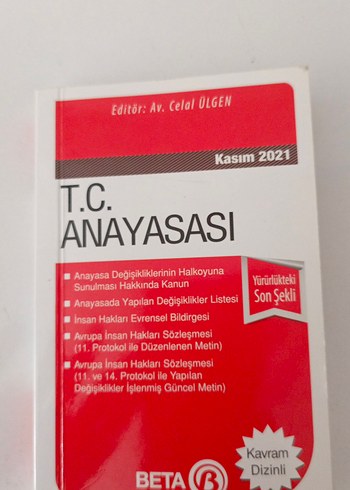 Editör: Av. Celal ÜLGEN
Kasım 2021
T.C.
ANAYASASI
Anayasa Değişikliklerinin Halkoyuna
Sunulması Hakkında Kanun
Anayasada Yapılan Değişiklikler Listesi
İnsan Hakları Evrensel Bildirgesi
Avrupa İnsan Hakları Sözleşmesi
(11. Protokol ile Düzenlenen Metin)
Avrupa İnsan Hakları Sözleşmesi
(11. ve 14. Protokol ile Yapılan
Değişiklikler İşlenmiş Güncel Metin)
Yürürlükteki
Son Şekli
Kavram
Dizinli
BETA B